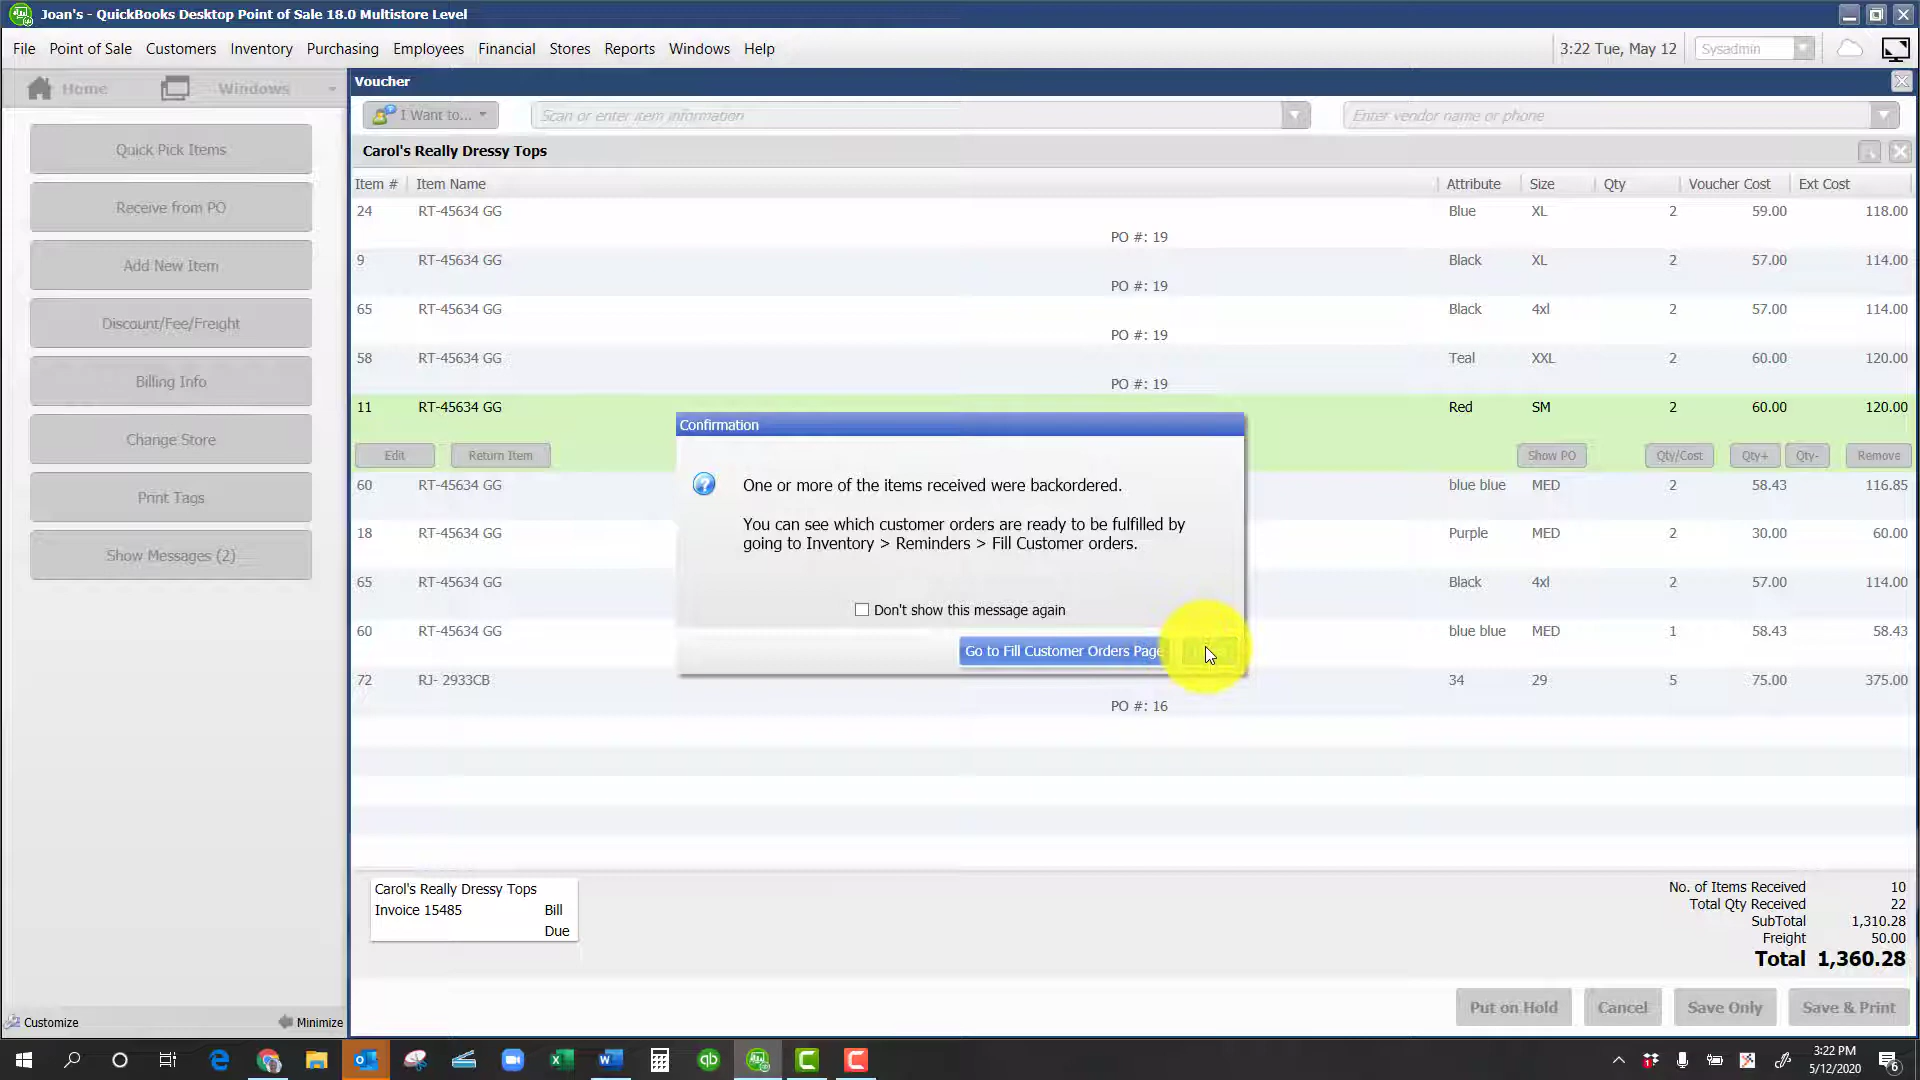 Joan's - QuickBooks Desktop Point of Sale 18.0 Multistore Level
File Point of Sale Customers Inventory Purchasing Employees Financial Stores Reports Windows Help
3:22 Tue, May 12 Sysadmin
Home Windows
Voucher
I Want to... Scan or enter item information Enter vendor name or phone
Quick Pick Items
Receive from PO
Add New Item
Discount/Fee/Freight
Billing Info
Change Store
Print Tags
Show Messages (2)
Customize Minimize
Carol's Really Dressy Tops
Item # Item Name Attribute Size Qty Voucher Cost Ext Cost
24 RT-45634 GG Blue XL 2 59.00 118.00
PO #: 19
9 RT-45634 GG Black XL 2 57.00 114.00
PO #: 19
65 RT-45634 GG Black 4xl 2 57.00 114.00
PO #: 19
58 RT-45634 GG Teal XXL 2 60.00 120.00
PO #: 19
11 RT-45634 GG Red SM 2 60.00 120.00
Edit Return Item Show PO Qty/Cost Qty+ Qty- Remove
60 RT-45634 GG blue blue MED 2 58.43 116.85
18 RT-45634 GG Purple MED 2 30.00 60.00
65 RT-45634 GG Black 4xl 2 57.00 114.00
60 RT-45634 GG blue blue MED 1 58.43 58.43
72 RJ- 2933CB 34 29 5 75.00 375.00
PO #: 16
Confirmation
One or more of the items received were backordered.
You can see which customer orders are ready to be fulfilled by
going to Inventory > Reminders > Fill Customer orders.
Don't show this message again
Go to Fill Customer Orders Page
Carol's Really Dressy Tops
Invoice 15485 Bill
Due
No. of Items Received 10
Total Qty Received 22
SubTotal 1,310.28
Freight 50.00
Total 1,360.28
Put on Hold Cancel Save Only Save & Print
3:22 PM
5/12/2020
6